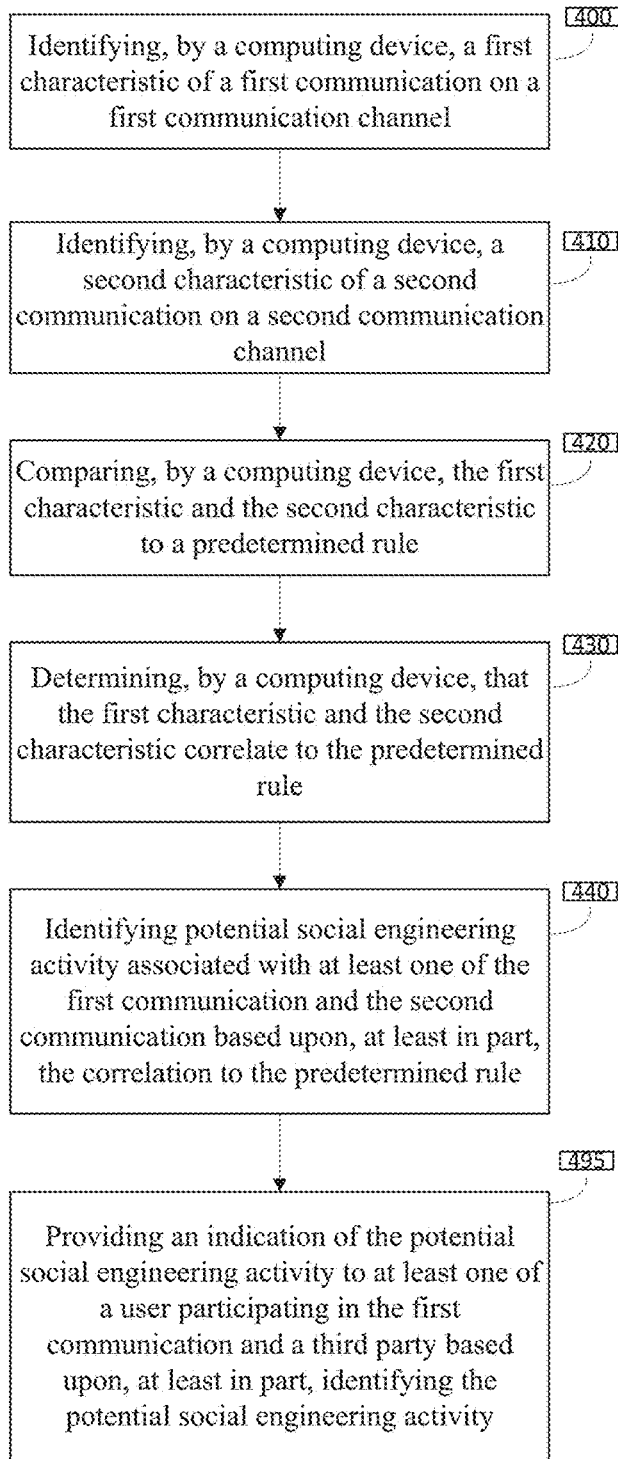 400
Identifying, by a computing device, a first
characteristic of a first communication on a
first communication channel
410
Identifying, by a computing device, a
second characteristic of a second
communication on a second communication
channel
420
Comparing, by a computing device, the first
characteristic and the second characteristic
to a predetermined rule
430
Determining, by a computing device, that
the first characteristic and the second
characteristic correlate to the predetermined
rule
440
Identifying potential social engineering
activity associated with at least one of the
first communication and the second
communication based upon, at least in part,
the correlation to the predetermined rule
495
Providing an indication of the potential
social engineering activity to at least one of
a user participating in the first
communication and a third party based
upon, at least in part, identifying the
potential social engineering activity